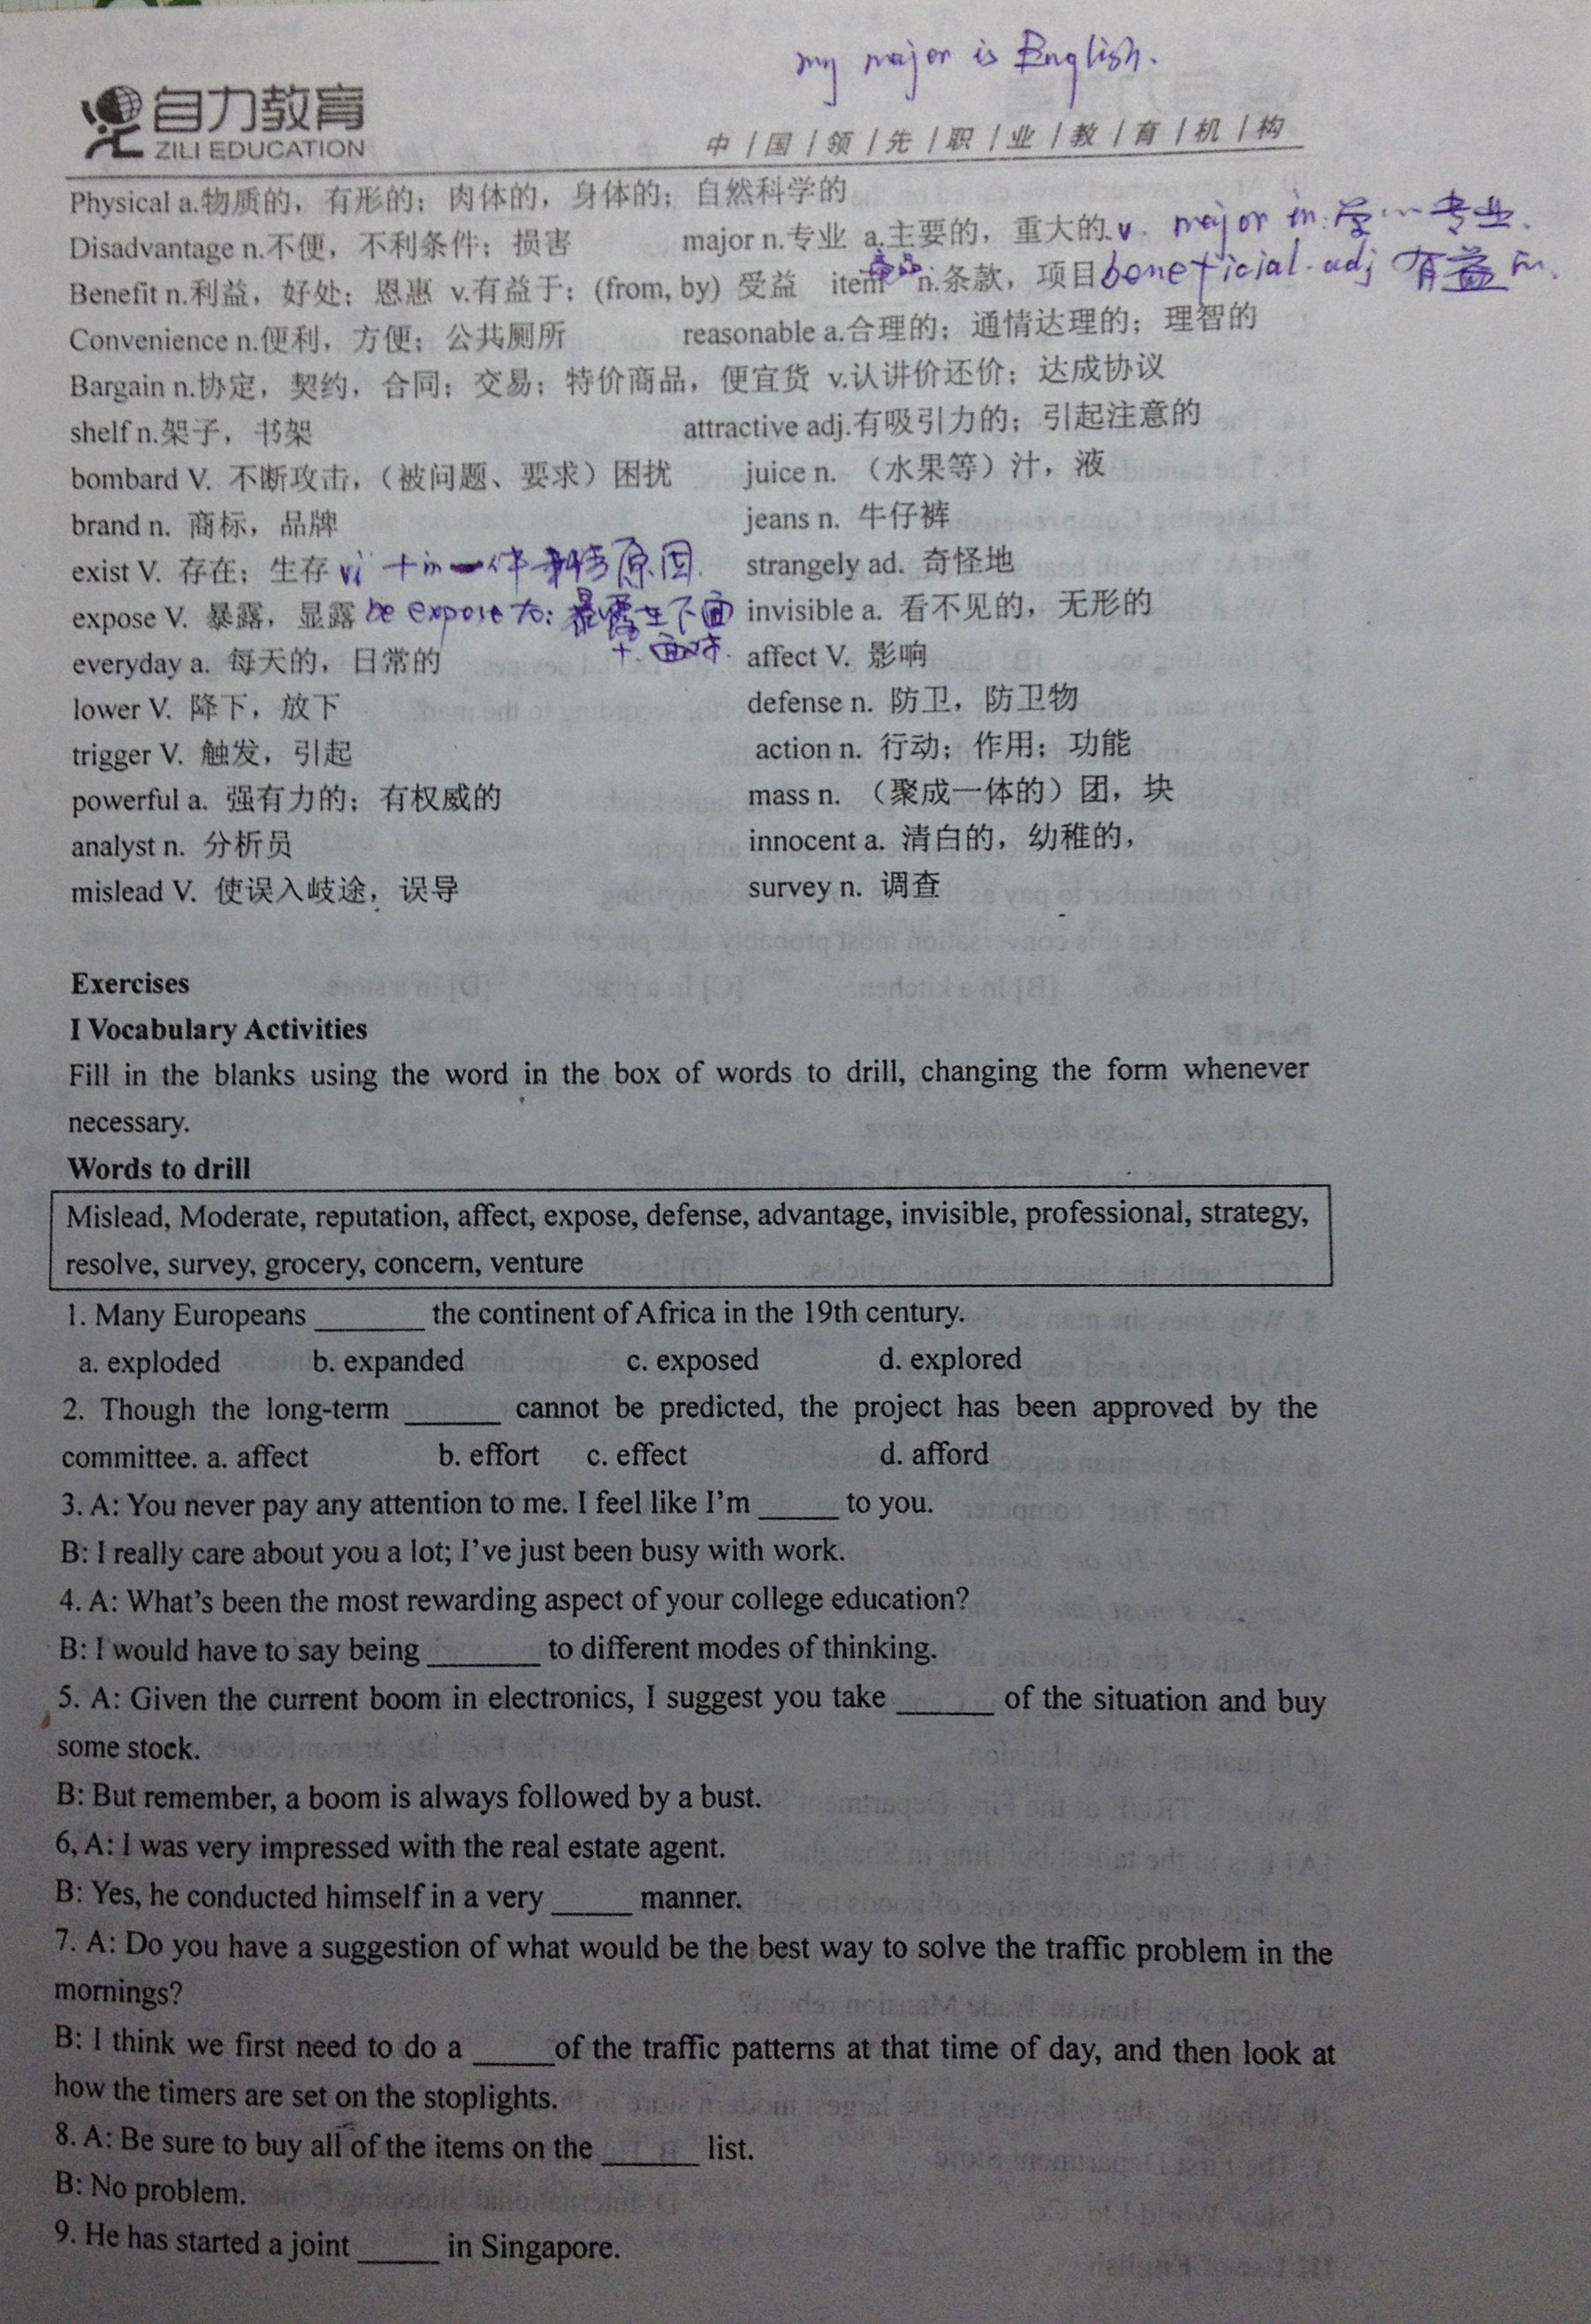 my major is English.
自力教育
ZILI EDUCATION
中 / 国 / 领 / 先 / 职 / 业 / 教 / 育 / 机 / 构
Physical a.物质的，有形的；肉体的，身体的；自然科学的
Disadvantage n.不便，不利条件；损害 major n.专业 a.主要的，重大的 v. major in:学…专业.
商品
Benefit n.利益，好处；恩惠 v.有益于；(from, by) 受益 item n.条款，项目 beneficial. adj 有益的.
Convenience n.便利，方便；公共厕所 reasonable a.合理的；通情达理的；理智的
Bargain n.协定，契约，合同；交易；特价商品，便宜货 v.认讲价还价；达成协议
shelf n.架子，书架 attractive adj.有吸引力的；引起注意的
bombard V. 不断攻击，（被问题、要求）困扰 juice n. （水果等）汁，液
brand n. 商标，品牌 jeans n. 牛仔裤
exist V. 存在；生存 vi +in 一件事情原因. strangely ad. 奇怪地
expose V. 暴露，显露 be expose to: 暴露在下面 invisible a. 看不见的，无形的
everyday a. 每天的，日常的 affect V. 影响
lower V. 降下，放下 defense n. 防卫，防卫物
trigger V. 触发，引起 action n. 行动；作用；功能
powerful a. 强有力的；有权威的 mass n. （聚成一体的）团，块
analyst n. 分析员 innocent a. 清白的，幼稚的，
mislead V. 使误入岐途，误导 survey n. 调查
Exercises
I Vocabulary Activities
Fill in the blanks using the word in the box of words to drill, changing the form whenever
necessary.
Words to drill
Mislead, Moderate, reputation, affect, expose, defense, advantage, invisible, professional, strategy,
resolve, survey, grocery, concern, venture
1. Many Europeans ______ the continent of Africa in the 19th century.
a. exploded b. expanded c. exposed d. explored
2. Though the long-term ______ cannot be predicted, the project has been approved by the
committee. a. affect b. effort c. effect d. afford
3. A: You never pay any attention to me. I feel like I'm _____ to you.
B: I really care about you a lot; I've just been busy with work.
4. A: What's been the most rewarding aspect of your college education?
B: I would have to say being _______ to different modes of thinking.
5. A: Given the current boom in electronics, I suggest you take ______ of the situation and buy
some stock.
B: But remember, a boom is always followed by a bust.
6, A: I was very impressed with the real estate agent.
B: Yes, he conducted himself in a very _____ manner.
7. A: Do you have a suggestion of what would be the best way to solve the traffic problem in the
mornings?
B: I think we first need to do a _____of the traffic patterns at that time of day, and then look at
how the timers are set on the stoplights.
8. A: Be sure to buy all of the items on the ______ list.
B: No problem.
9. He has started a joint _____ in Singapore.